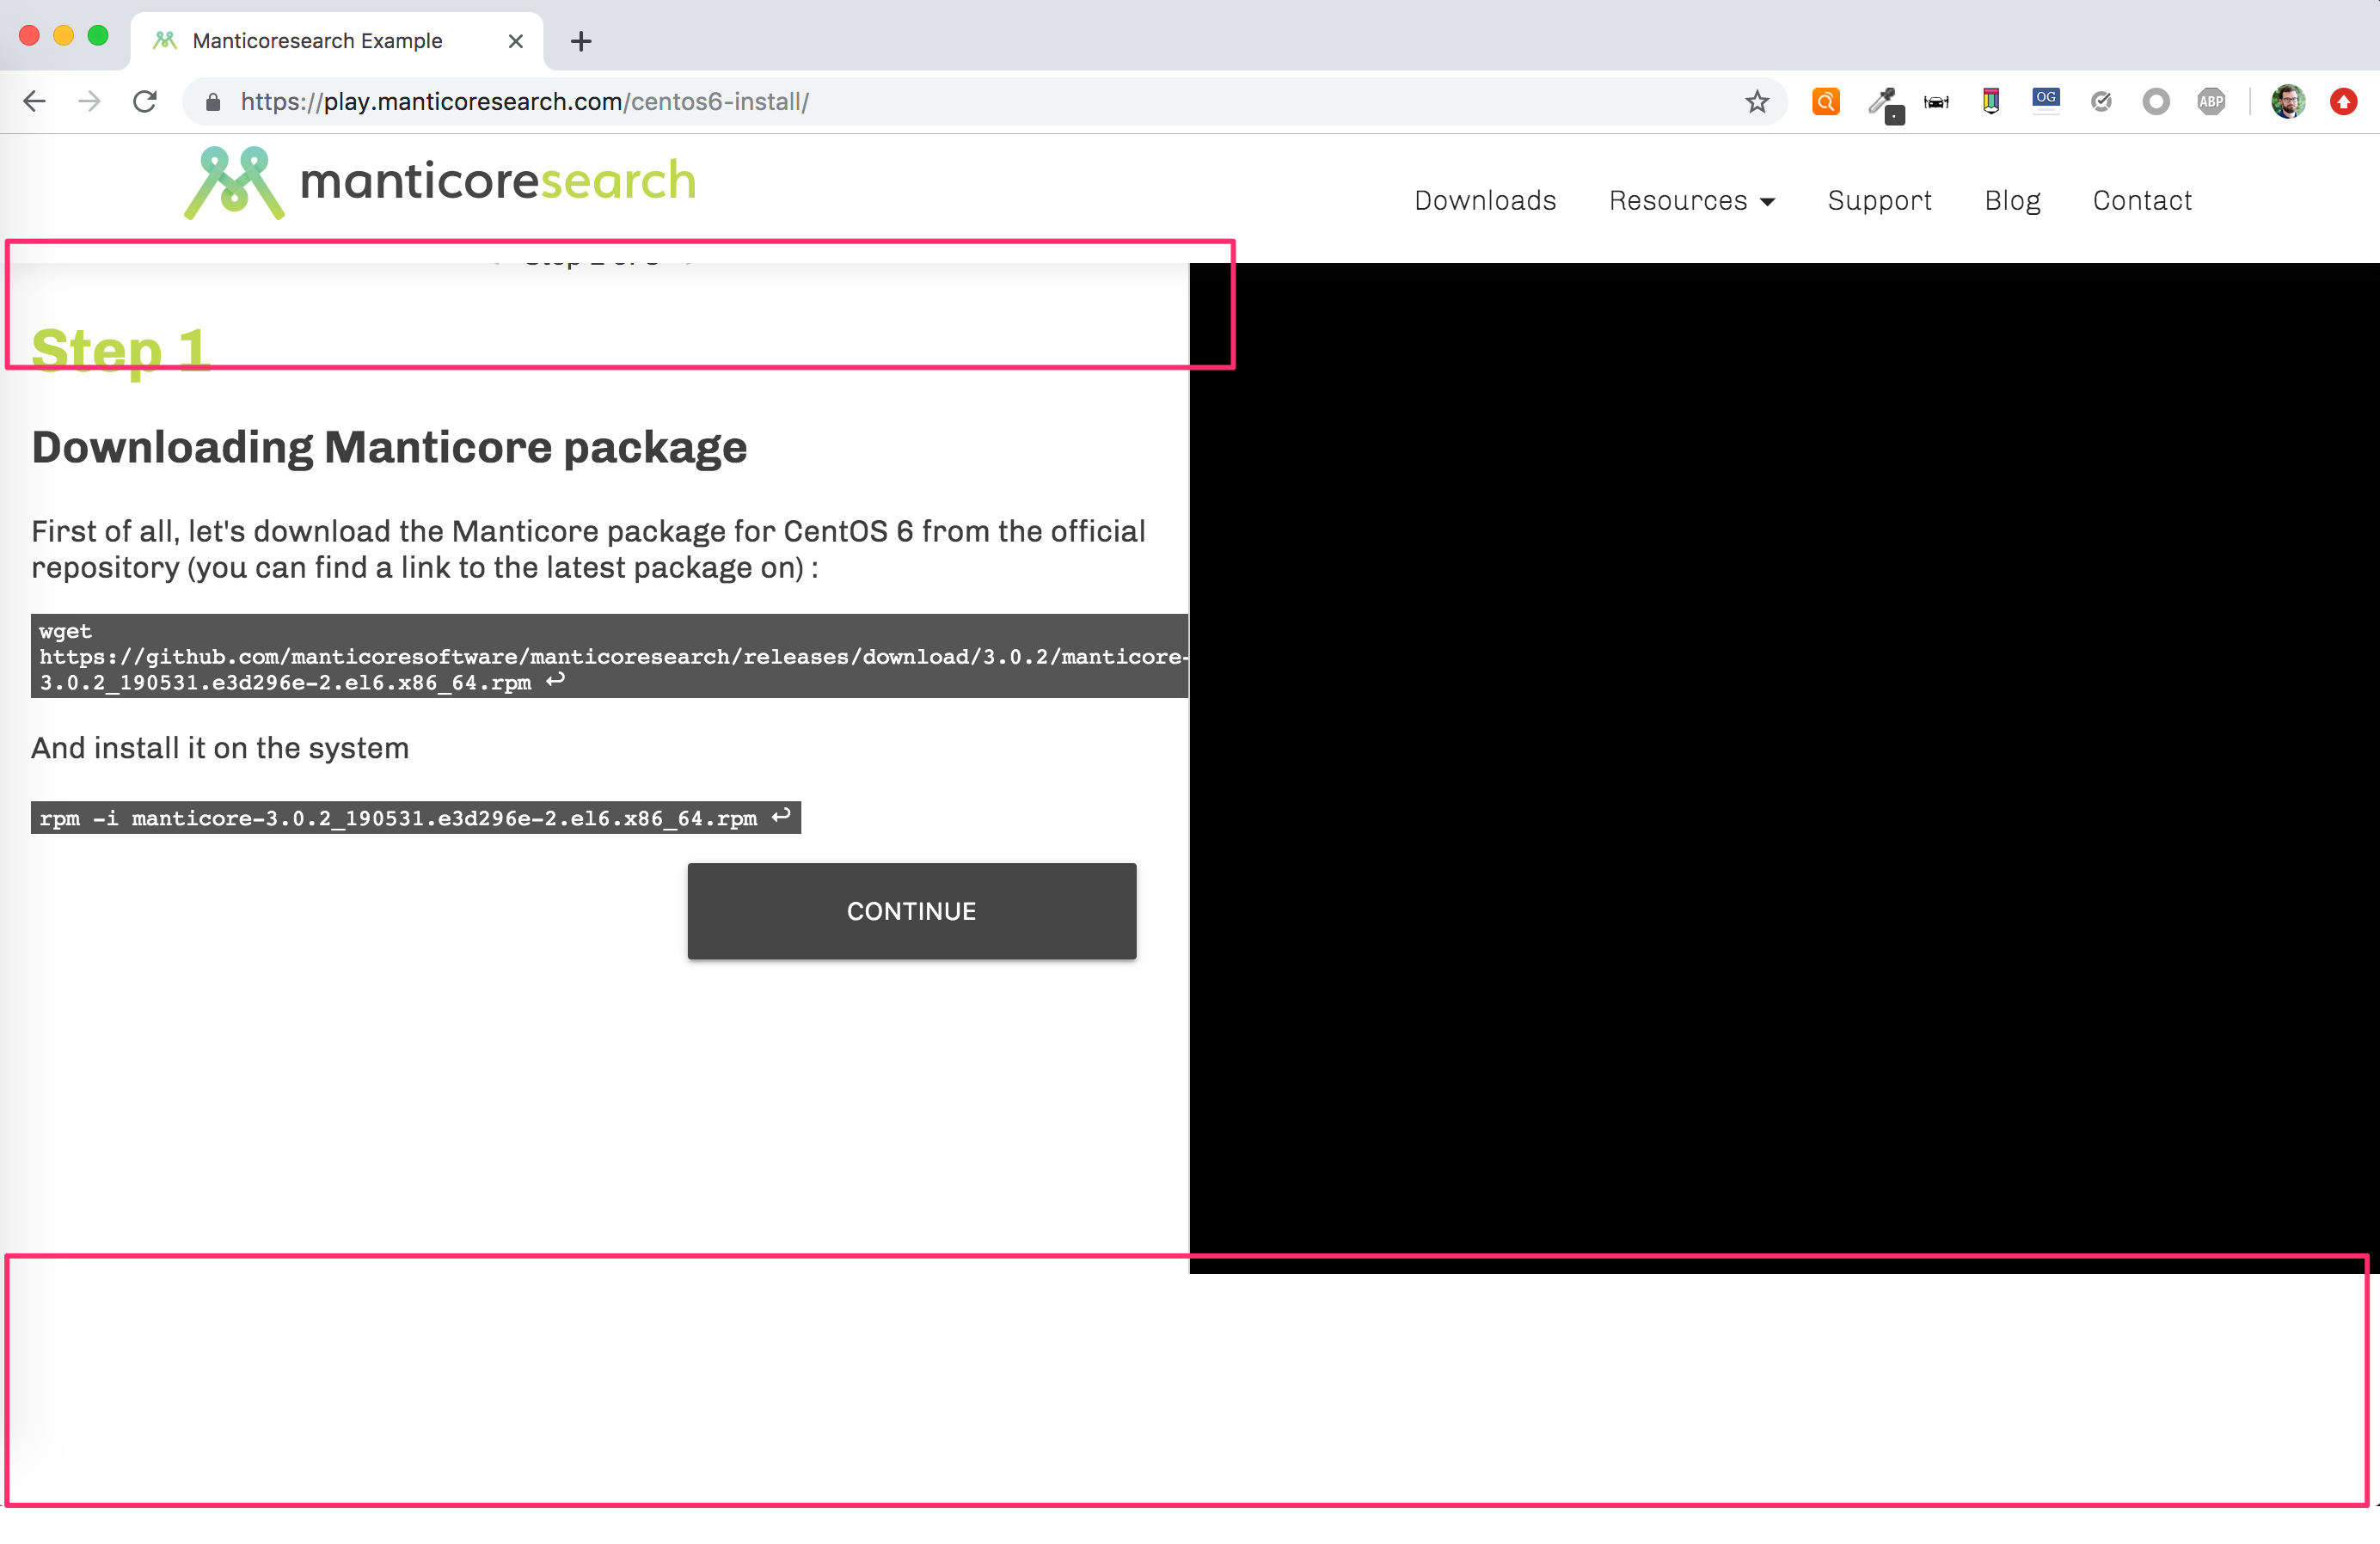 Manticoresearch Example
https://play.manticoresearch.com/centos6-install/
OG
ABP
manticoresearch
Downloads Resources Support Blog Contact
Step 1
Downloading Manticore package
First of all, let's download the Manticore package for CentOS 6 from the official
repository (you can find a link to the latest package on) :
wget
https://github.com/manticoresoftware/manticoresearch/releases/download/3.0.2/manticore-
3.0.2_190531.e3d296e-2.el6.x86_64.rpm
And install it on the system
rpm -i manticore-3.0.2_190531.e3d296e-2.el6.x86_64.rpm
CONTINUE